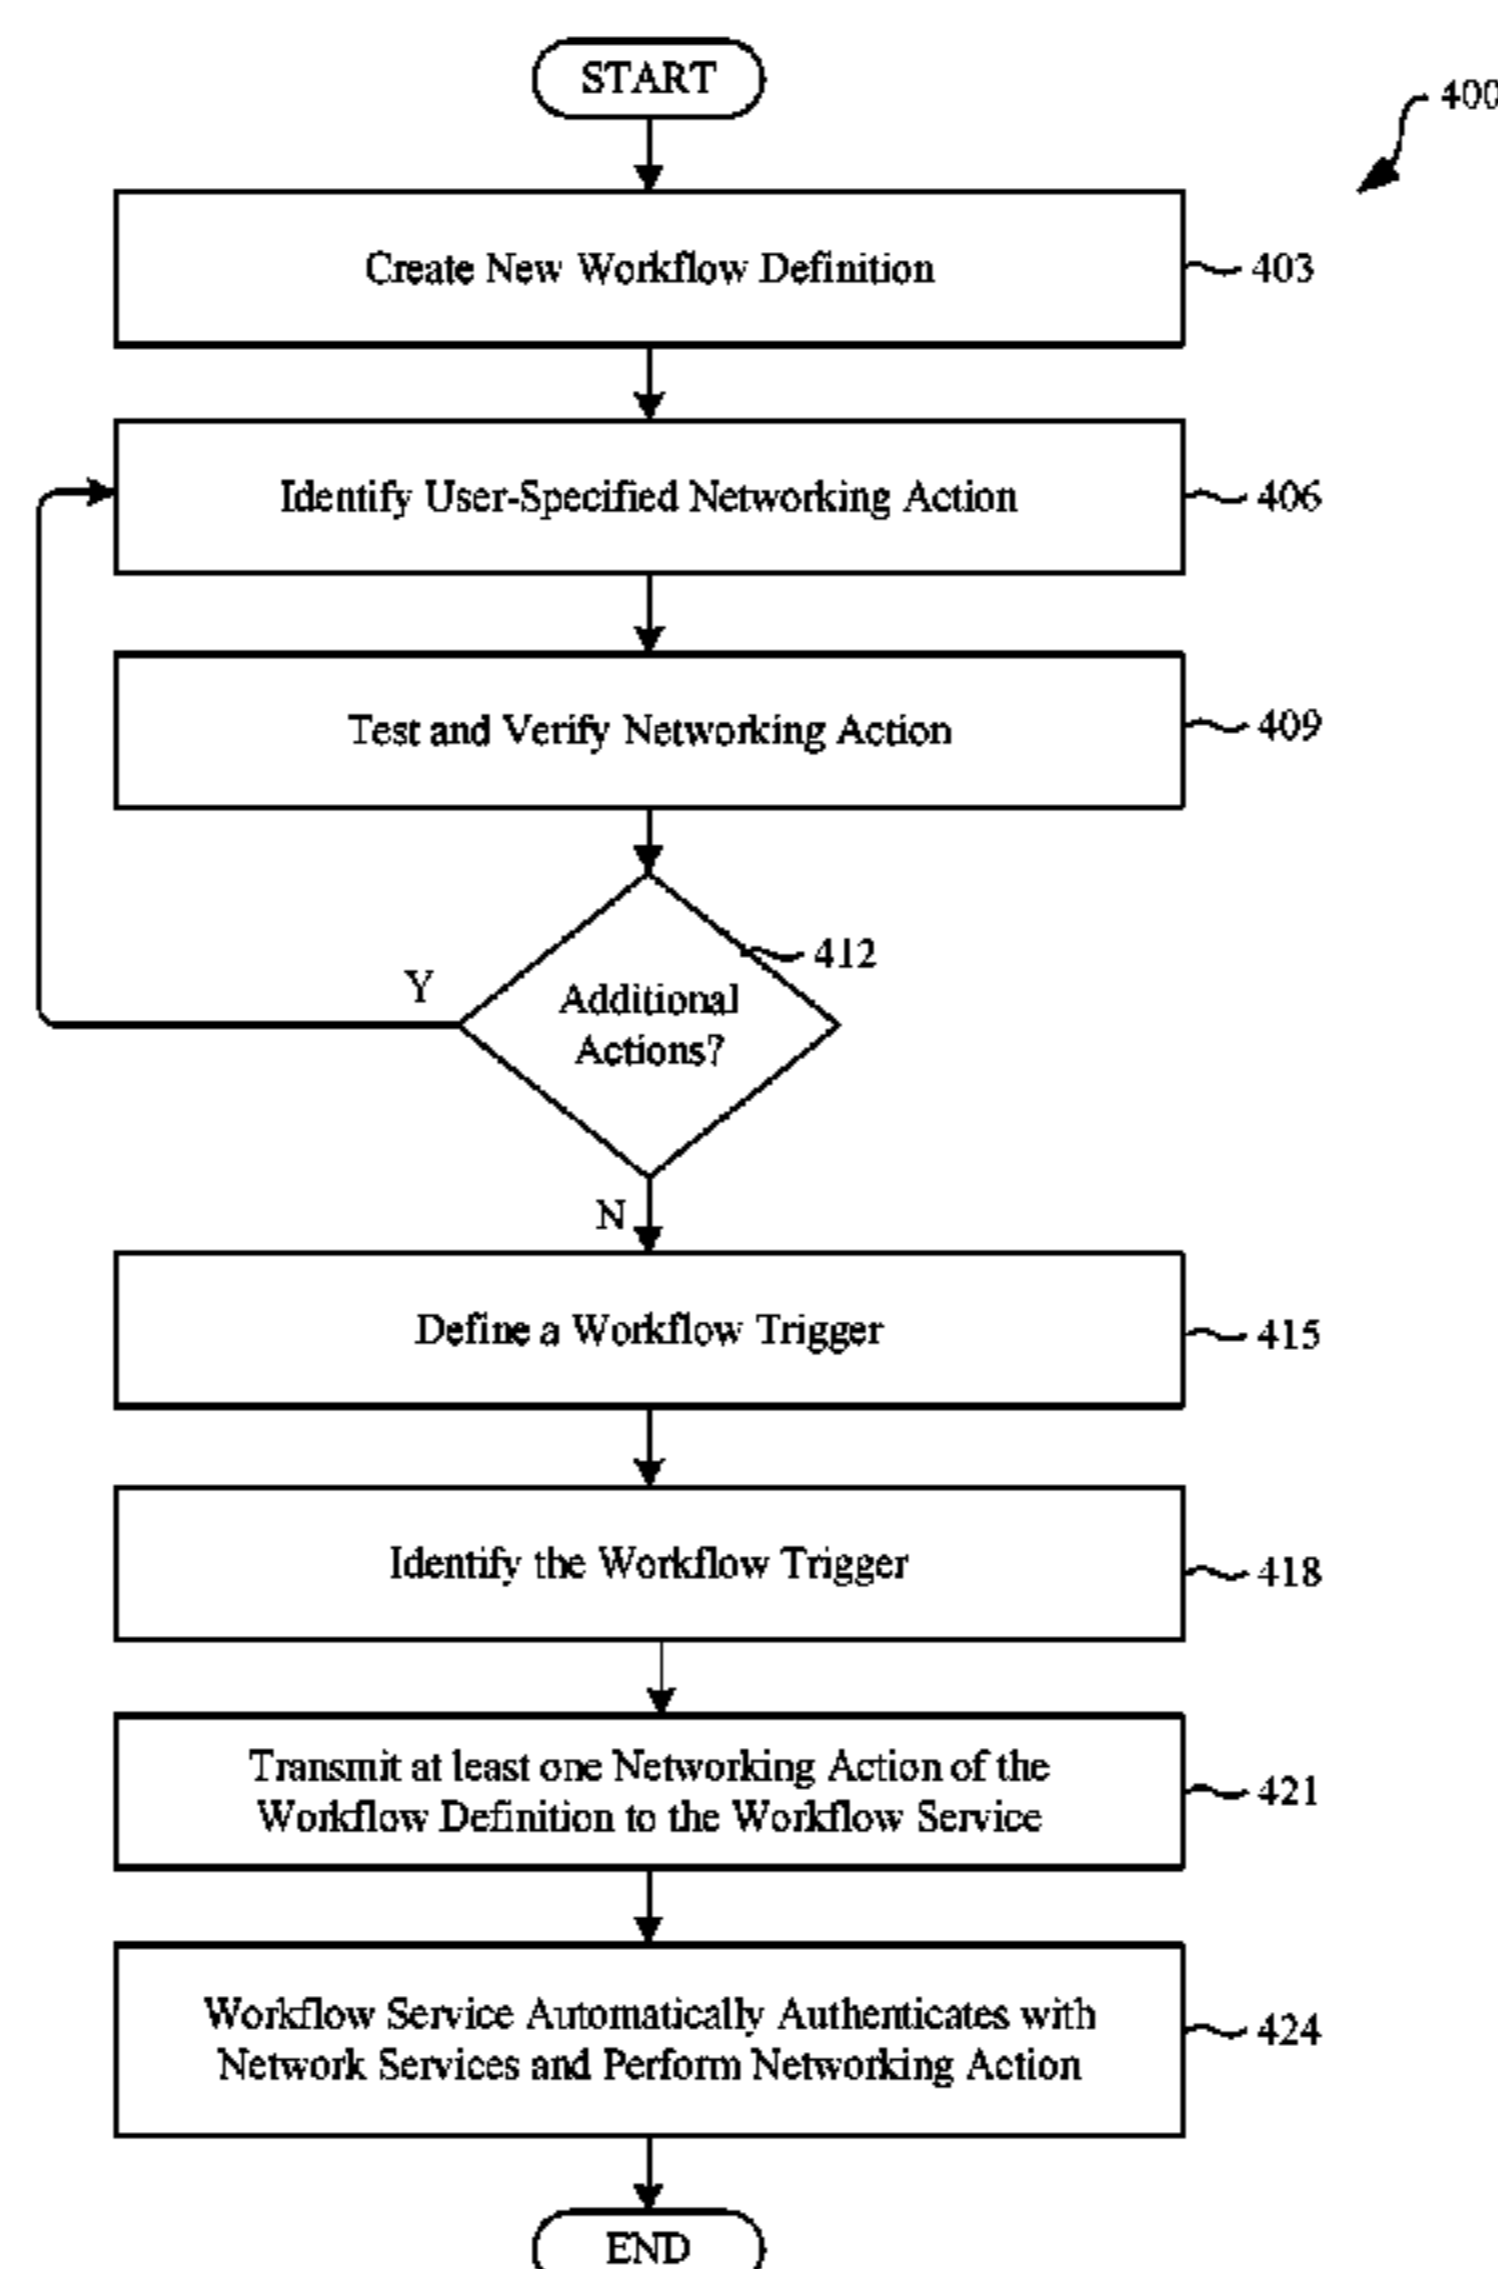 START
400
Create New Workflow Definition
403
Identify User-Specified Networking Action
406
Test and Verify Networking Action
409
412
Y
Additional
Actions?
N
Define a Workflow Trigger
415
Identify the Workflow Trigger
418
Transmit at least one Networking Action of the
Workflow Definition to the Workflow Service
421
Workflow Service Automatically Authenticates with
Network Services and Perform Networking Action
424
END